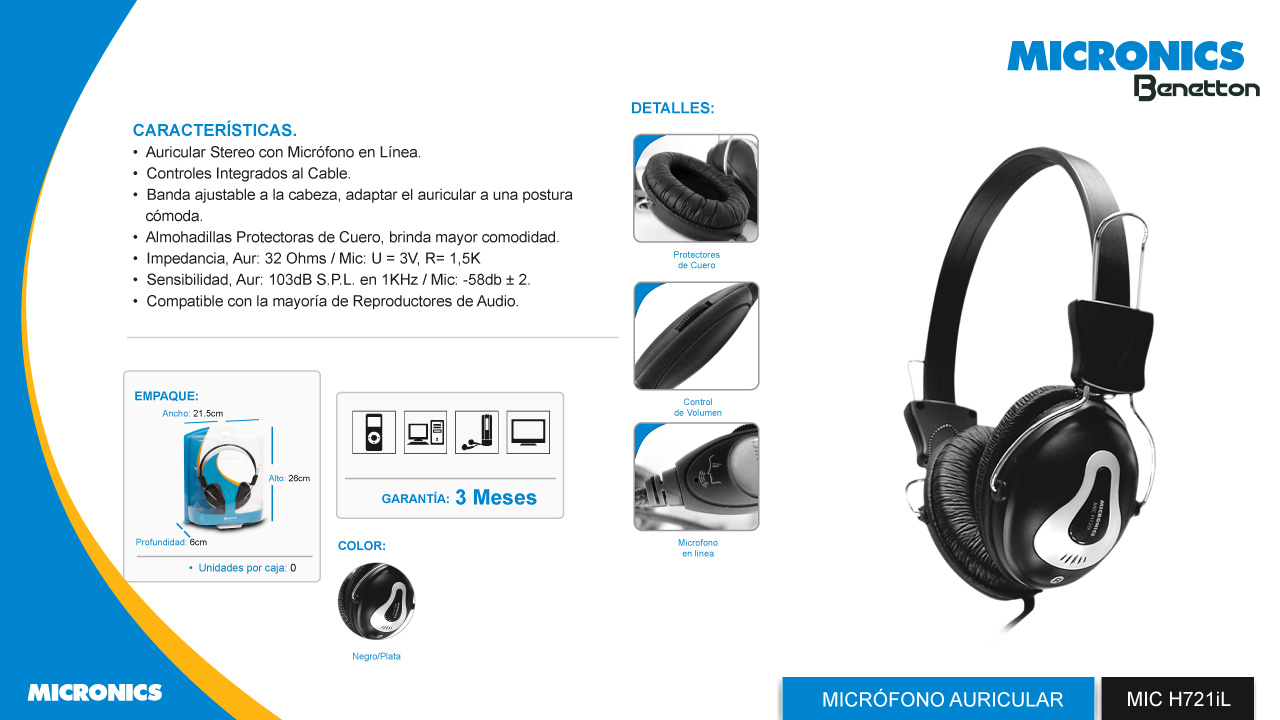 MICRONICS
Benetton
CARACTERÍSTICAS.
• Auricular Stereo con Micrófono en Línea.
• Controles Integrados al Cable.
• Banda ajustable a la cabeza, adaptar el auricular a una postura
cómoda.
• Almohadillas Protectoras de Cuero, brinda mayor comodidad.
• Impedancia, Aur: 32 Ohms / Mic: U = 3V, R= 1,5K
• Sensibilidad, Aur: 103dB S.P.L. en 1KHz / Mic: -58db ± 2.
• Compatible con la mayoría de Reproductores de Audio.
DETALLES:
Protectores
de Cuero
Control
de Volumen
Microfono
en linea
EMPAQUE:
Ancho: 21.5cm
Alto: 26cm
Profundidad: 6cm
• Unidades por caja: 0
GARANTÍA: 3 Meses
COLOR:
Negro/Plata
MICRONICS
MICRONICS
MICRÓFONO AURICULAR
MIC H721iL